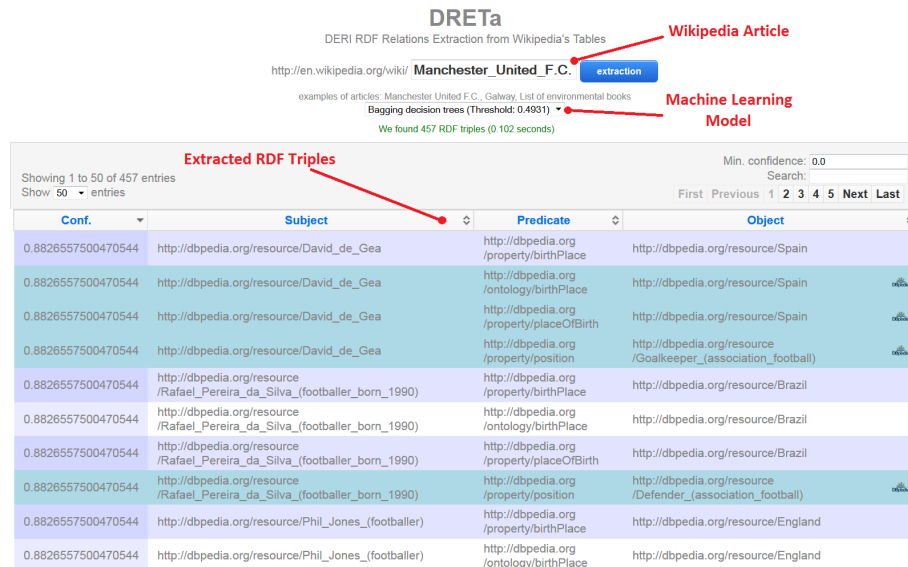 DRETa
DERI RDF Relations Extraction from Wikipedia's Tables
Wikipedia Article
http://en.wikipedia.org/wiki/ Manchester_United_F.C. extraction
examples of articles: Manchester United F.C., Galway, List of environmental books
Bagging decision trees (Threshold: 0.4931)
Machine Learning
Model
We found 457 RDF triples (0.102 seconds)
Extracted RDF Triples
Min. confidence: 0.0
Showing 1 to 50 of 457 entries
Search:
Show 50 entries
First Previous 1 2 3 4 5 Next Last
Conf. Subject Predicate Object
0.8826557500470544 http://dbpedia.org/resource/David_de_Gea http://dbpedia.org
/property/birthPlace http://dbpedia.org/resource/Spain
0.8826557500470544 http://dbpedia.org/resource/David_de_Gea http://dbpedia.org
/ontology/birthPlace http://dbpedia.org/resource/Spain
DBpedia
0.8826557500470544 http://dbpedia.org/resource/David_de_Gea http://dbpedia.org
/property/placeOfBirth http://dbpedia.org/resource/Spain
DBpedia
0.8826557500470544 http://dbpedia.org/resource/David_de_Gea http://dbpedia.org
/property/position http://dbpedia.org/resource
/Goalkeeper_(association_football)
DBpedia
0.8826557500470544 http://dbpedia.org/resource
/Rafael_Pereira_da_Silva_(footballer_born_1990) http://dbpedia.org
/property/birthPlace http://dbpedia.org/resource/Brazil
0.8826557500470544 http://dbpedia.org/resource
/Rafael_Pereira_da_Silva_(footballer_born_1990) http://dbpedia.org
/ontology/birthPlace http://dbpedia.org/resource/Brazil
0.8826557500470544 http://dbpedia.org/resource
/Rafael_Pereira_da_Silva_(footballer_born_1990) http://dbpedia.org
/property/placeOfBirth http://dbpedia.org/resource/Brazil
0.8826557500470544 http://dbpedia.org/resource
/Rafael_Pereira_da_Silva_(footballer_born_1990) http://dbpedia.org
/property/position http://dbpedia.org/resource
/Defender_(association_football)
DBpedia
0.8826557500470544 http://dbpedia.org/resource/Phil_Jones_(footballer) http://dbpedia.org
/property/birthPlace http://dbpedia.org/resource/England
0.8826557500470544 http://dbpedia.org/resource/Phil_Jones_(footballer) http://dbpedia.org
/ontology/birthPlace http://dbpedia.org/resource/England